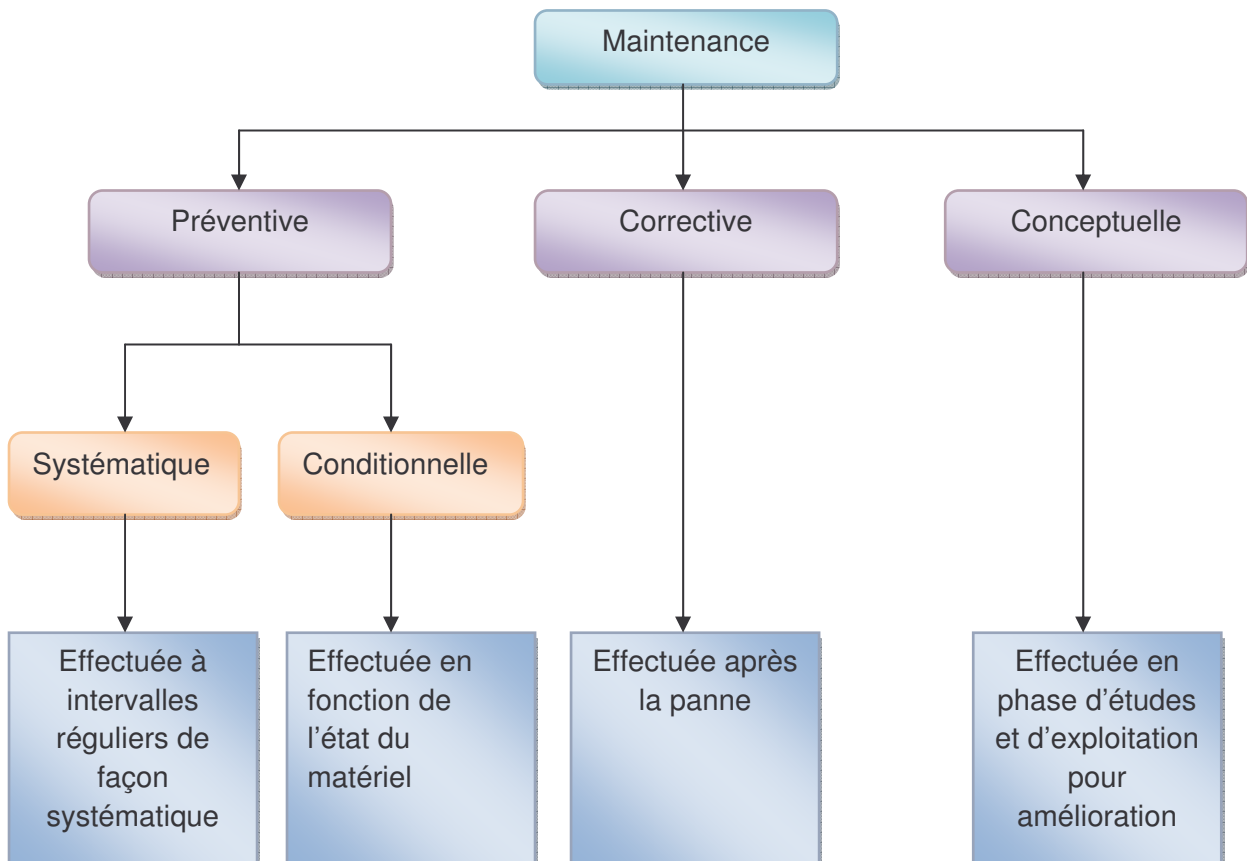 Maintenance
Préventive
Corrective
Conceptuelle
Systématique
Conditionnelle
Effectuée à
intervalles
réguliers de
façon
systématique
Effectuée en
fonction de
l’état du
matériel
Effectuée après
la panne
Effectuée en
phase d’études
et d’exploitation
pour
amélioration